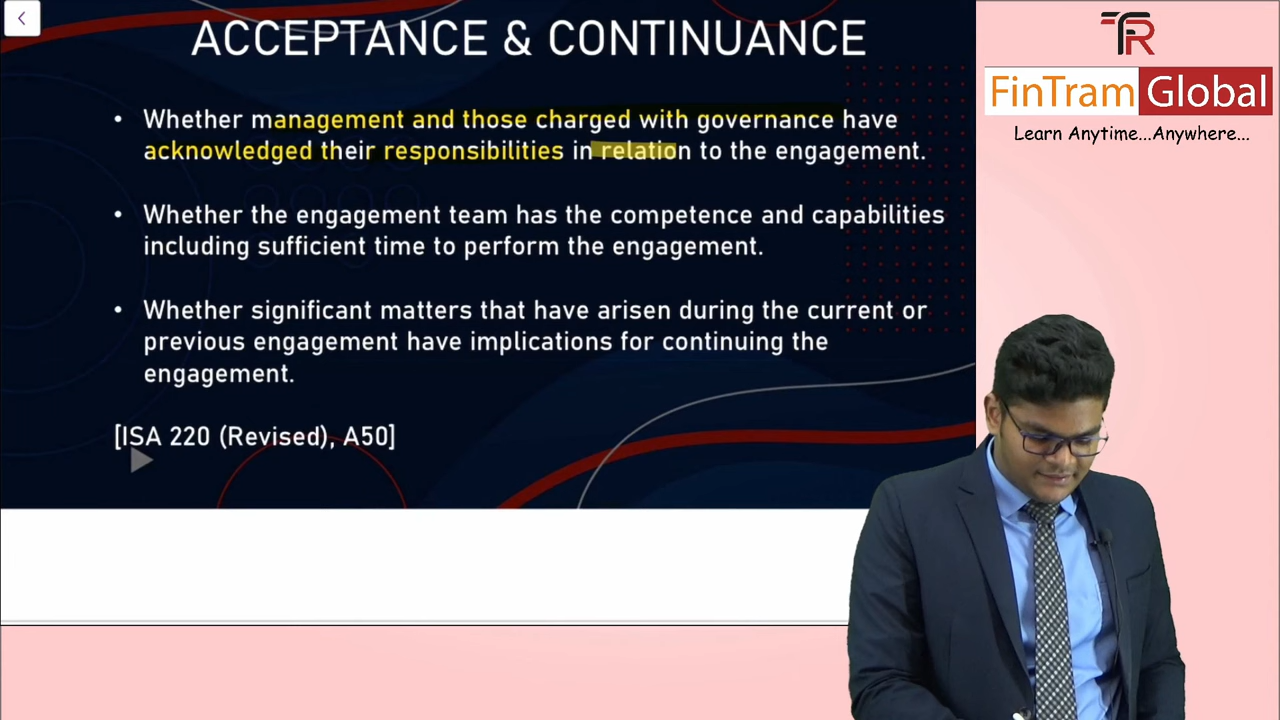 ACCEPTANCE & CONTINUANCE
• Whether management and those charged with governance have
acknowledged their responsibilities in relation to the engagement.
• Whether the engagement team has the competence and capabilities
including sufficient time to perform the engagement.
• Whether significant matters that have arisen during the current or
previous engagement have implications for continuing the
engagement.
[ISA 220 (Revised), A50]
FinTram Global
Learn Anytime...Anywhere...